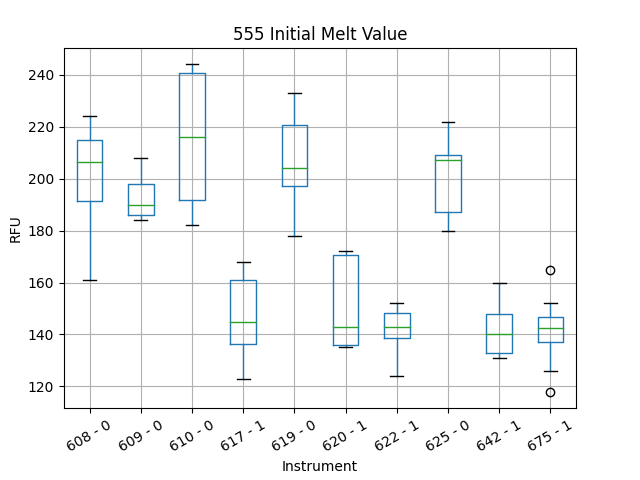 555 Initial Melt Value
RFU
240
220
200
180
160
140
120
608 - 0
609 - 0
610 - 0
617 - 1
619 - 0
620 - 1
622 - 1
625 - 0
642 - 1
675 - 1
Instrument